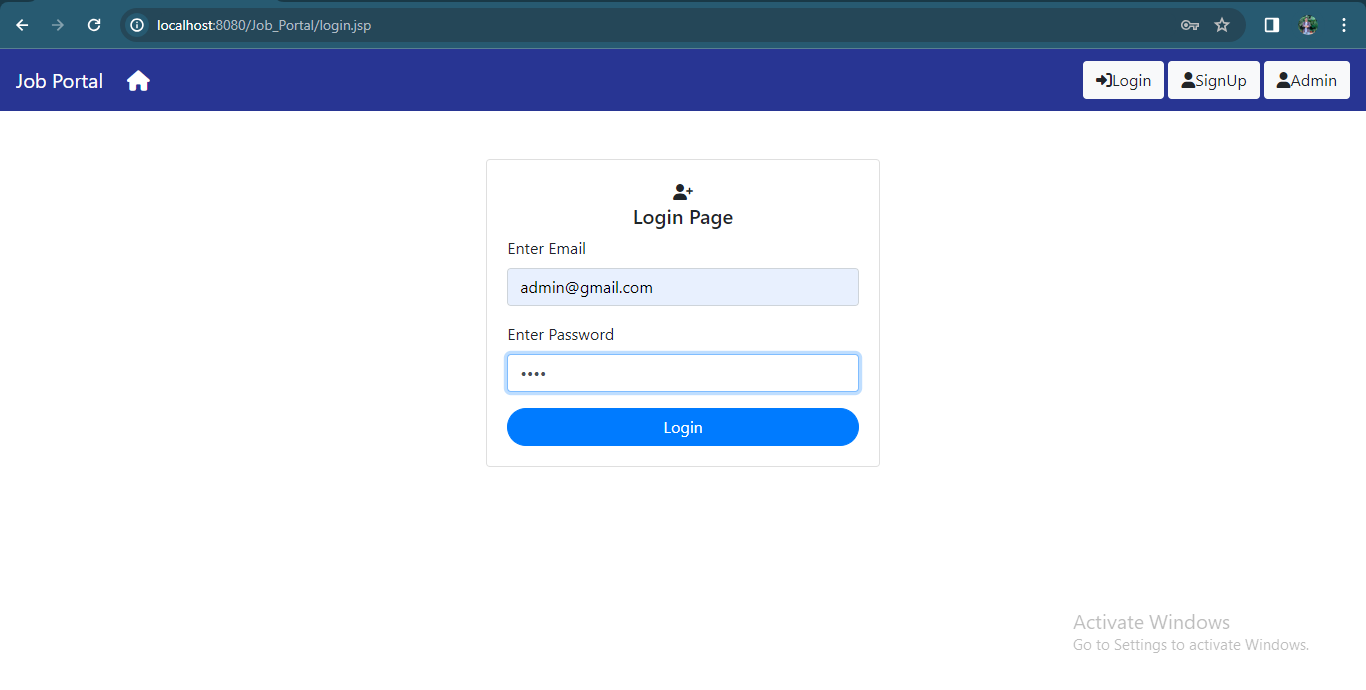 localhost:8080/Job_Portal/login.jsp
Job Portal
Login
SignUp
Admin
Login Page
Enter Email
admin@gmail.com
Enter Password
••••
Login
Activate Windows
Go to Settings to activate Windows.